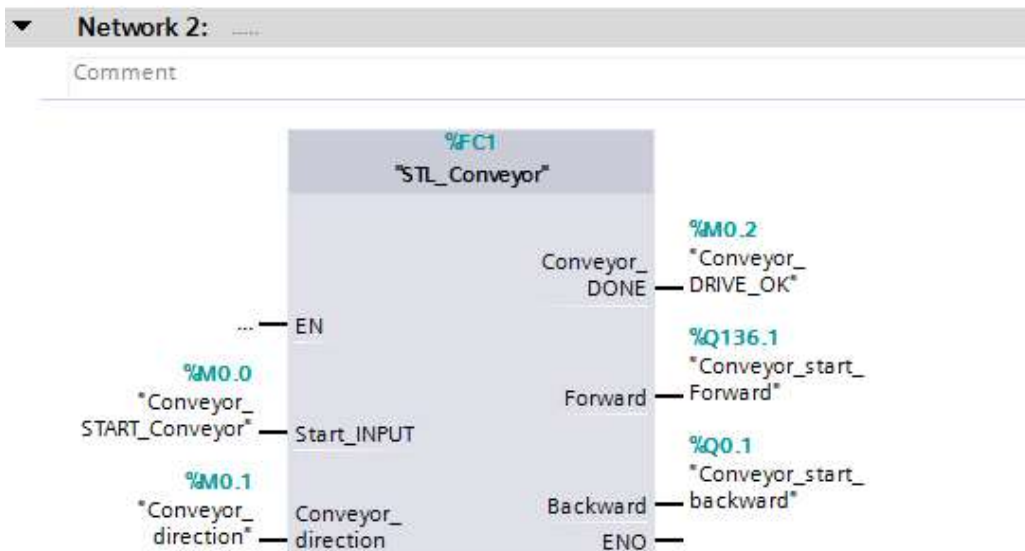 Network 2: .....
Comment
%FC1
"STL_Conveyor"
%M0.2
"Conveyor_
DRIVE_OK"
Conveyor_
DONE
... EN
%Q136.1
"Conveyor_start_
Forward"
Forward
%M0.0
"Conveyor_
START_Conveyor"
Start_INPUT
%Q0.1
"Conveyor_start_
backward"
Backward
%M0.1
"Conveyor_
direction"
Conveyor_
direction
ENO